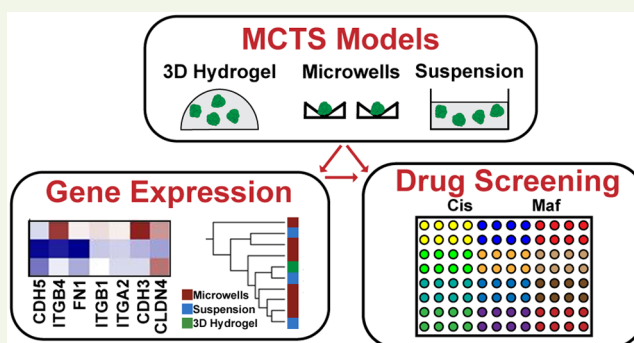 MCTS Models
3D Hydrogel Microwells Suspension
Gene Expression
CDH5
ITGB4
FN1
ITGB1
ITGA2
CDH3
CLDN4
Microwells
Suspension
3D Hydrogel
Drug Screening
Cis Maf